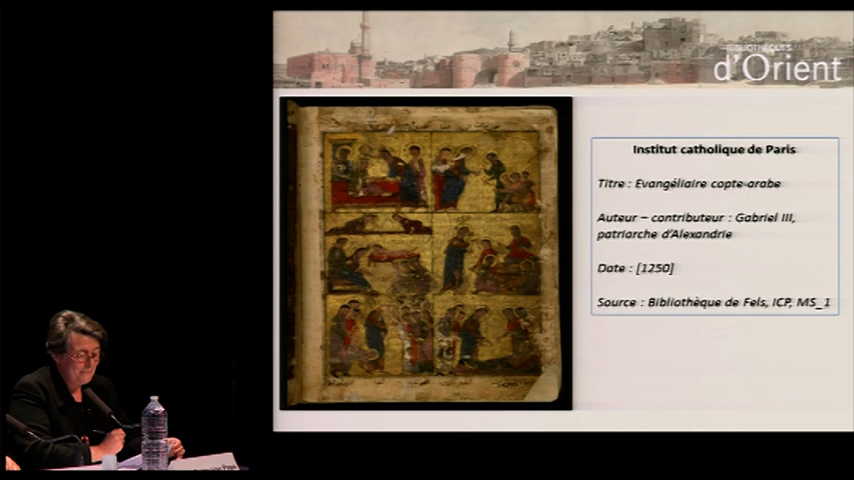 BIBLIOTHÈQUES
d'Orient
Institut catholique de Paris
Titre : Evangéliaire copte-arabe
Auteur – contributeur : Gabriel III,
patriarche d'Alexandrie
Date : [1250]
Source : Bibliothèque de Fels, ICP, MS_1